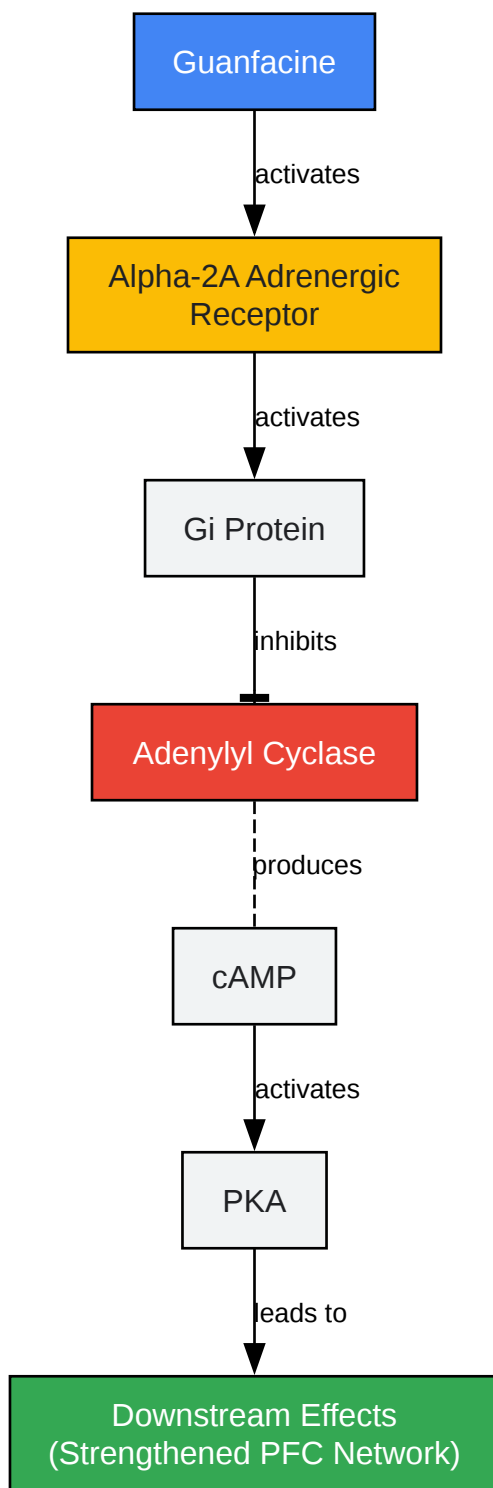 Guanfacine
activates
Alpha-2A Adrenergic
Receptor
activates
Gi Protein
inhibits
Adenylyl Cyclase
produces
cAMP
activates
PKA
leads to
Downstream Effects
(Strengthened PFC Network)